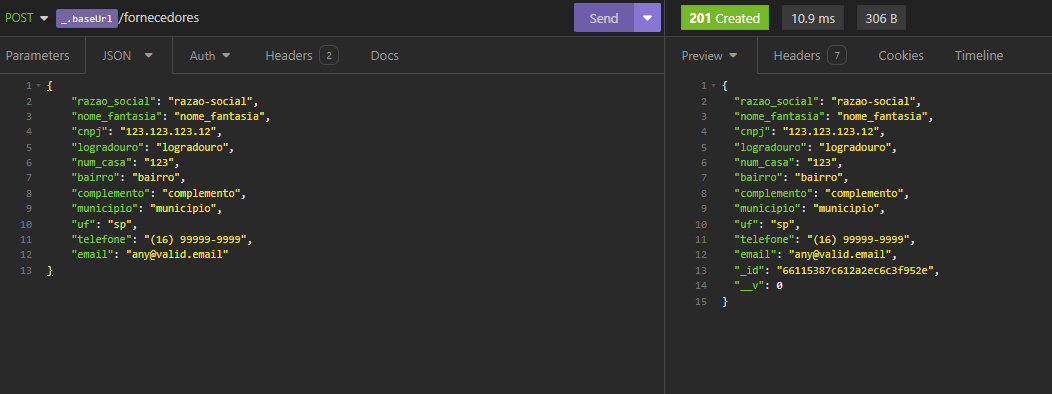 POST _.baseUrl /fornecedores Send 201 Created 10.9 ms 306 B
Parameters JSON Auth Headers 2 Docs Preview Headers 7 Cookies Timeline
1 {
2 "razao_social": "razao-social",
3 "nome_fantasia": "nome_fantasia",
4 "cnpj": "123.123.123.12",
5 "logradouro": "logradouro",
6 "num_casa": "123",
7 "bairro": "bairro",
8 "complemento": "complemento",
9 "municipio": "municipio",
10 "uf": "sp",
11 "telefone": "(16) 99999-9999",
12 "email": "any@valid.email"
13 }
1 {
2 "razao_social": "razao-social",
3 "nome_fantasia": "nome_fantasia",
4 "cnpj": "123.123.123.12",
5 "logradouro": "logradouro",
6 "num_casa": "123",
7 "bairro": "bairro",
8 "complemento": "complemento",
9 "municipio": "municipio",
10 "uf": "sp",
11 "telefone": "(16) 99999-9999",
12 "email": "any@valid.email",
13 "_id": "66115387c612a2ec6c3f952e",
14 "__v": 0
15 }